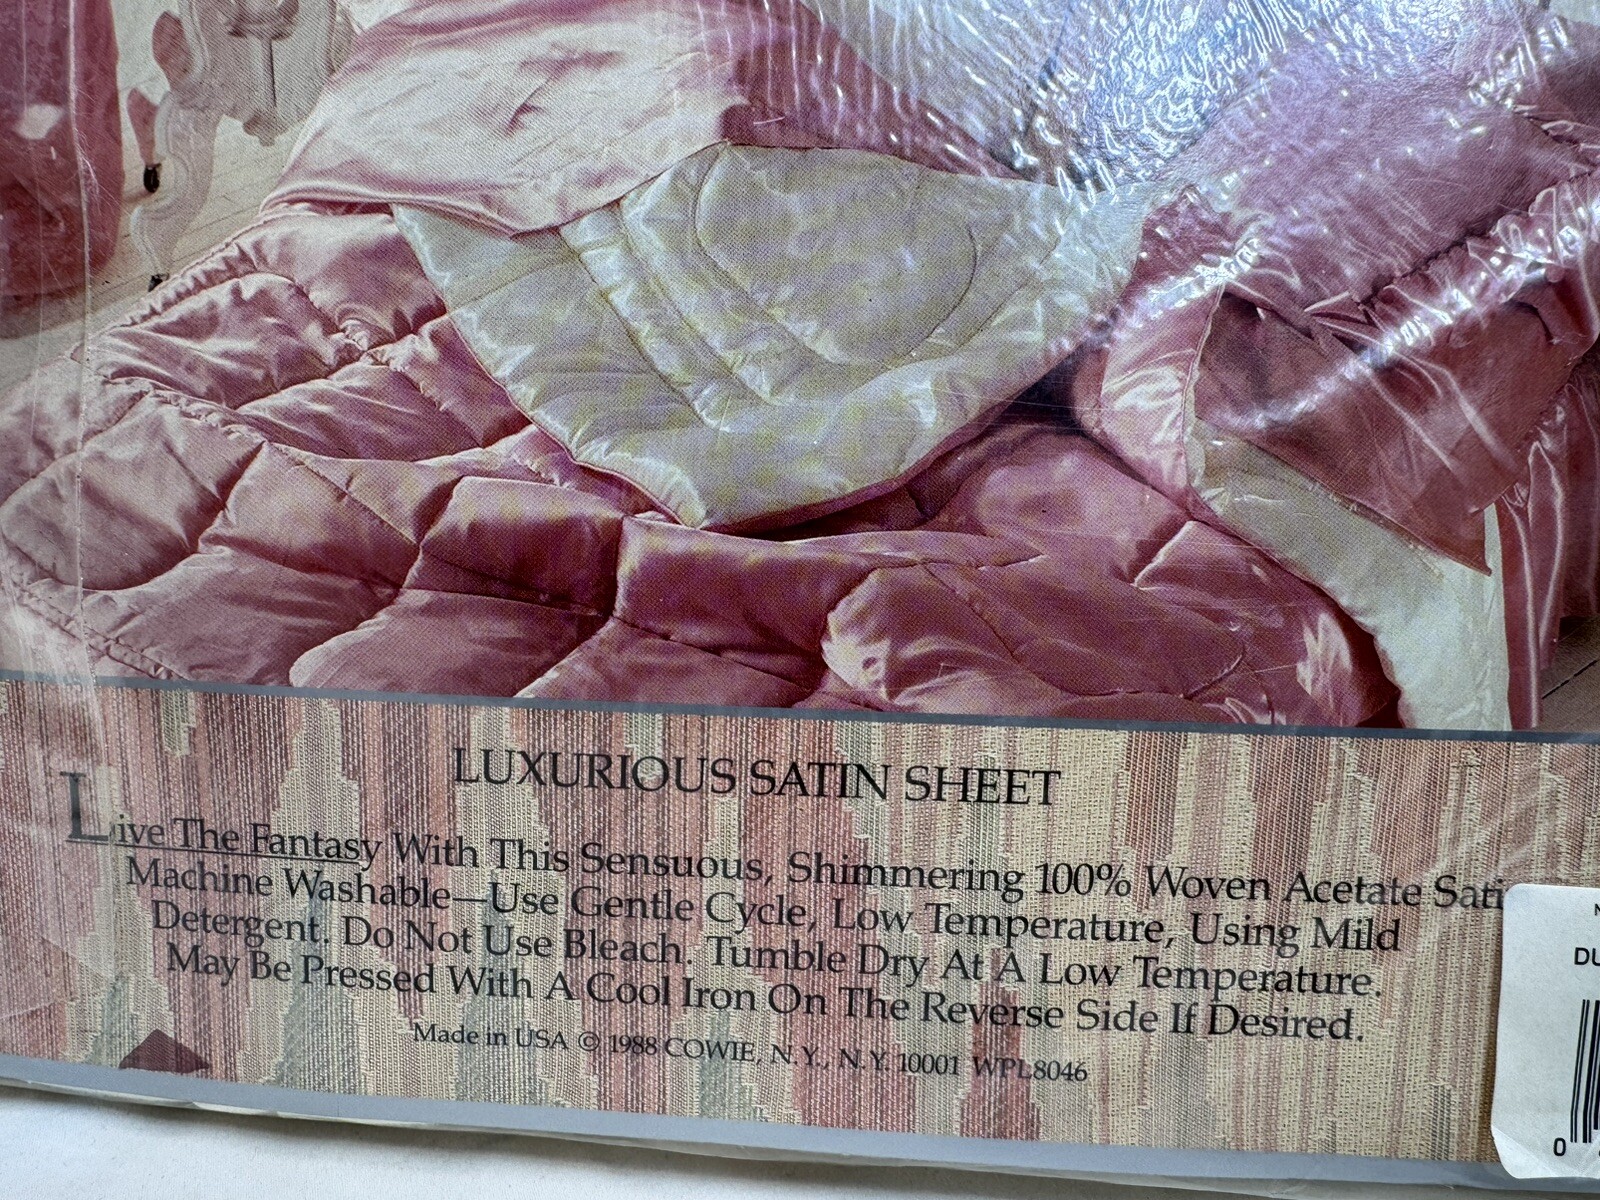 LUXURIOUS SATIN SHEET
Live The Fantasy With This Sensuous, Shimmering 100% Woven Acetate Sati
Machine Washable—Use Gentle Cycle, Low Temperature, Using Mild
Detergent. Do Not Use Bleach. Tumble Dry At A Low Temperature.
May Be Pressed With A Cool Iron On The Reverse Side If Desired.
Made in USA © 1988 COWIE, N.Y., N.Y. 10001 WPL8046
DU
0